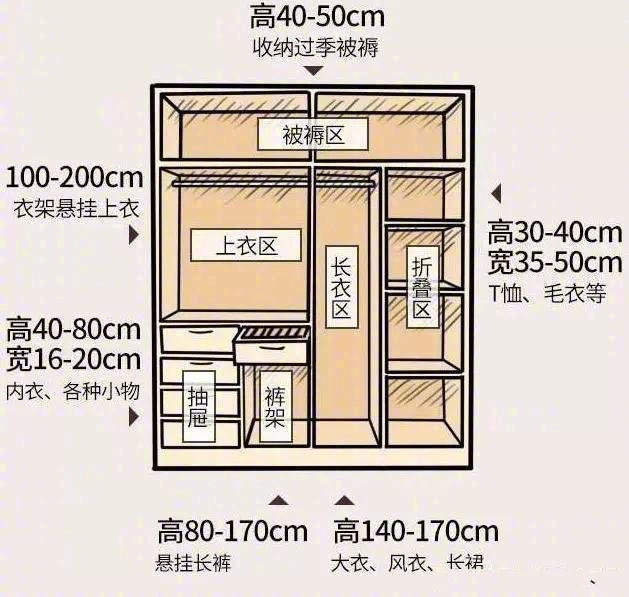 高40-50cm
收纳过季被褥
被褥区
100-200cm
衣架悬挂上衣
上衣区
长衣区
折叠区
高30-40cm
宽35-50cm
T恤、毛衣等
高40-80cm
宽16-20cm
内衣、各种小物
抽屉
裤架
高80-170cm
悬挂长裤
高140-170cm
大衣、风衣、长裙
、